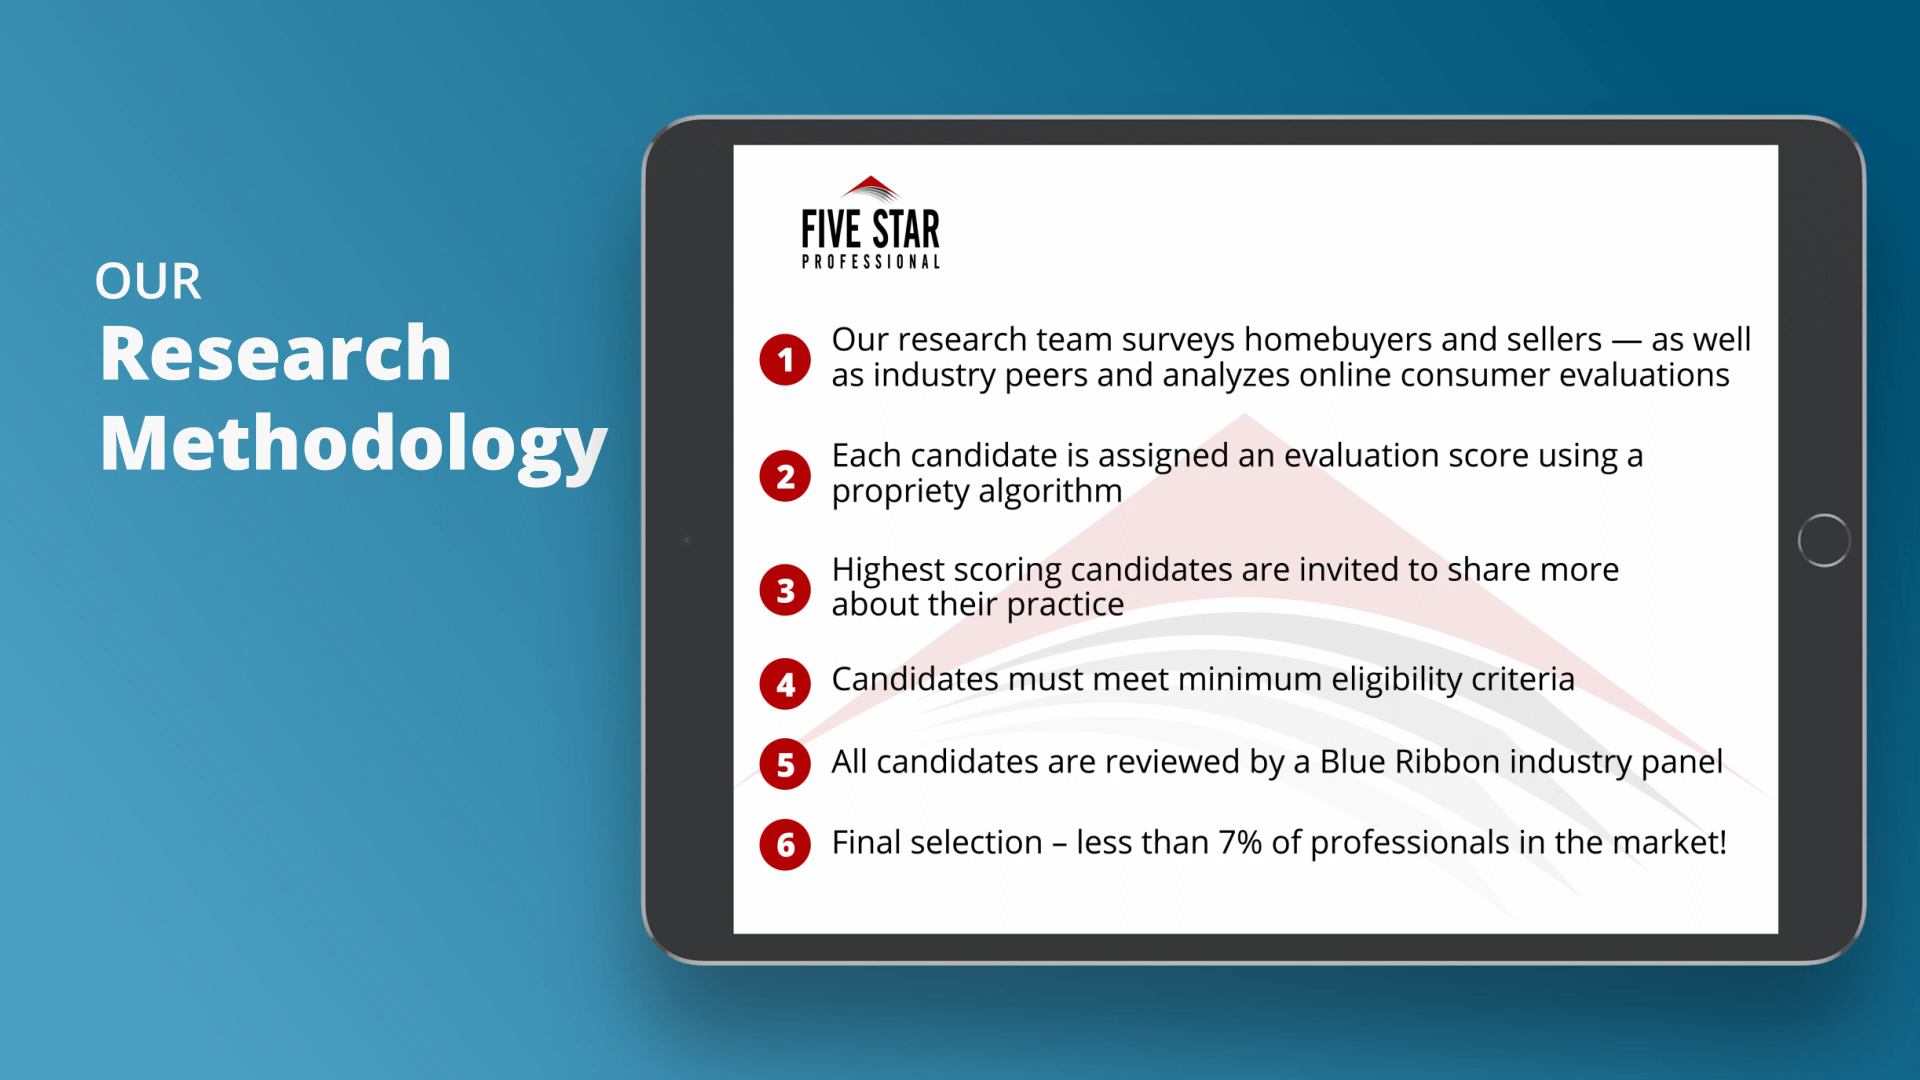 OUR
Research
Methodology
FIVE STAR
PROFESSIONAL
1 Our research team surveys homebuyers and sellers — as well
as industry peers and analyzes online consumer evaluations
2 Each candidate is assigned an evaluation score using a
propriety algorithm
3 Highest scoring candidates are invited to share more
about their practice
4 Candidates must meet minimum eligibility criteria
5 All candidates are reviewed by a Blue Ribbon industry panel
6 Final selection – less than 7% of professionals in the market!